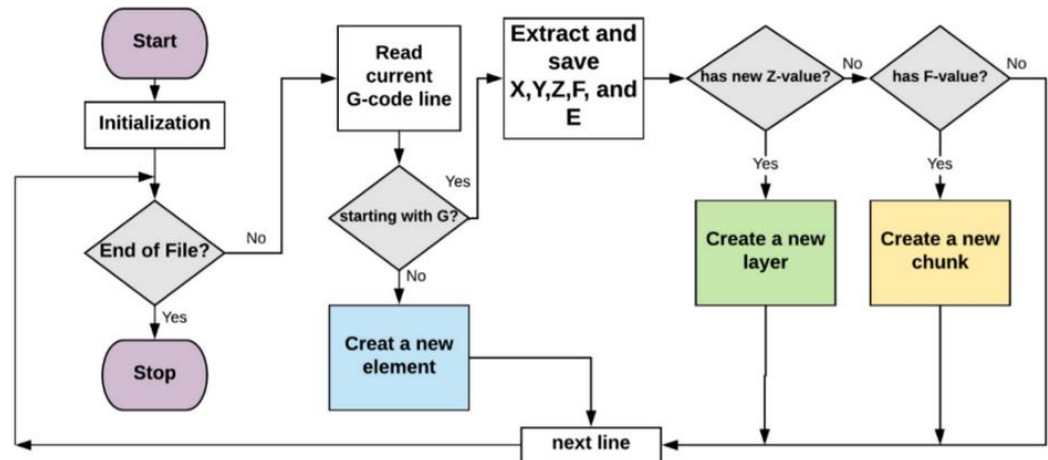 Start
Initialization
End of File?
No
Yes
Stop
Read
current
G-code line
starting with G?
Yes
No
Creat a new
element
Extract and
save
X,Y,Z,F, and
E
has new Z-value?
No
Yes
Create a new
layer
has F-value?
No
Yes
Create a new
chunk
next line